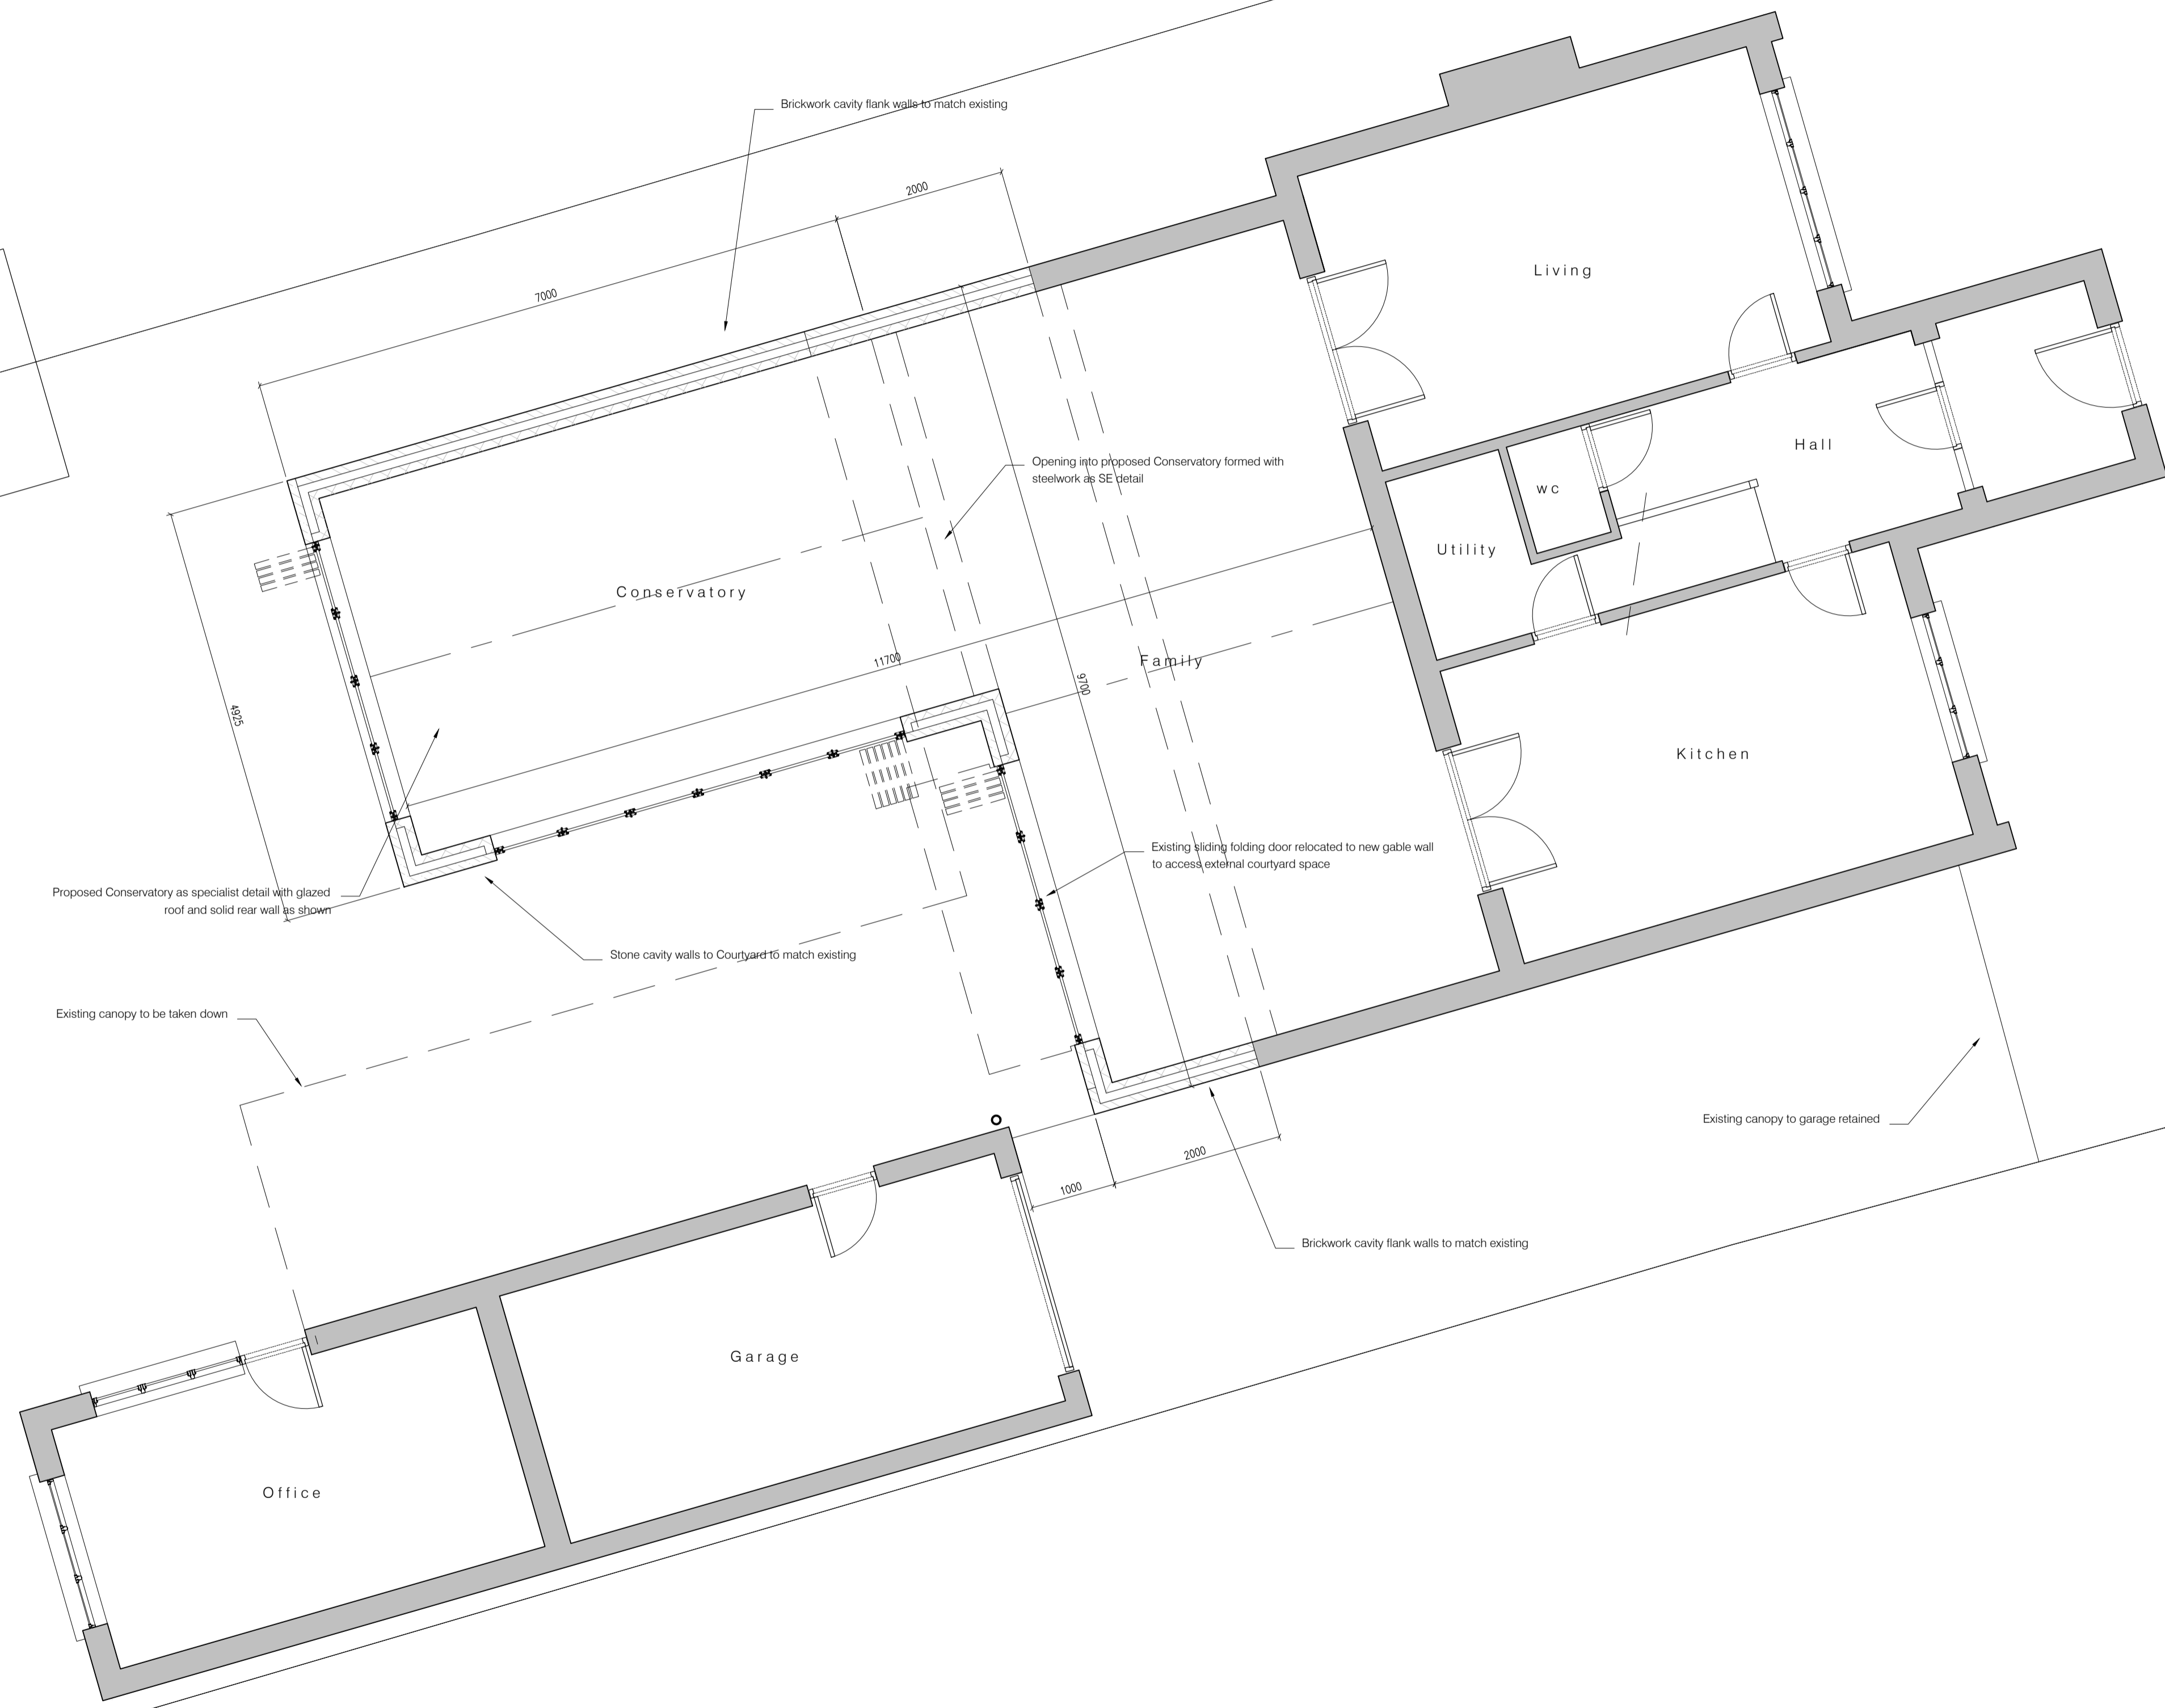 Brickwork cavity flank walls to match existing
2000
7000
Living
Hall
Opening into proposed Conservatory formed with
steelwork as SE detail
wc
Utility
Conservatory
11700
Family
9700
4925
Kitchen
Existing sliding folding door relocated to new gable wall
to access external courtyard space
Proposed Conservatory as specialist detail with glazed
roof and solid rear wall as shown
Stone cavity walls to Courtyard to match existing
Existing canopy to be taken down
Existing canopy to garage retained
2000
1000
Brickwork cavity flank walls to match existing
Garage
Office